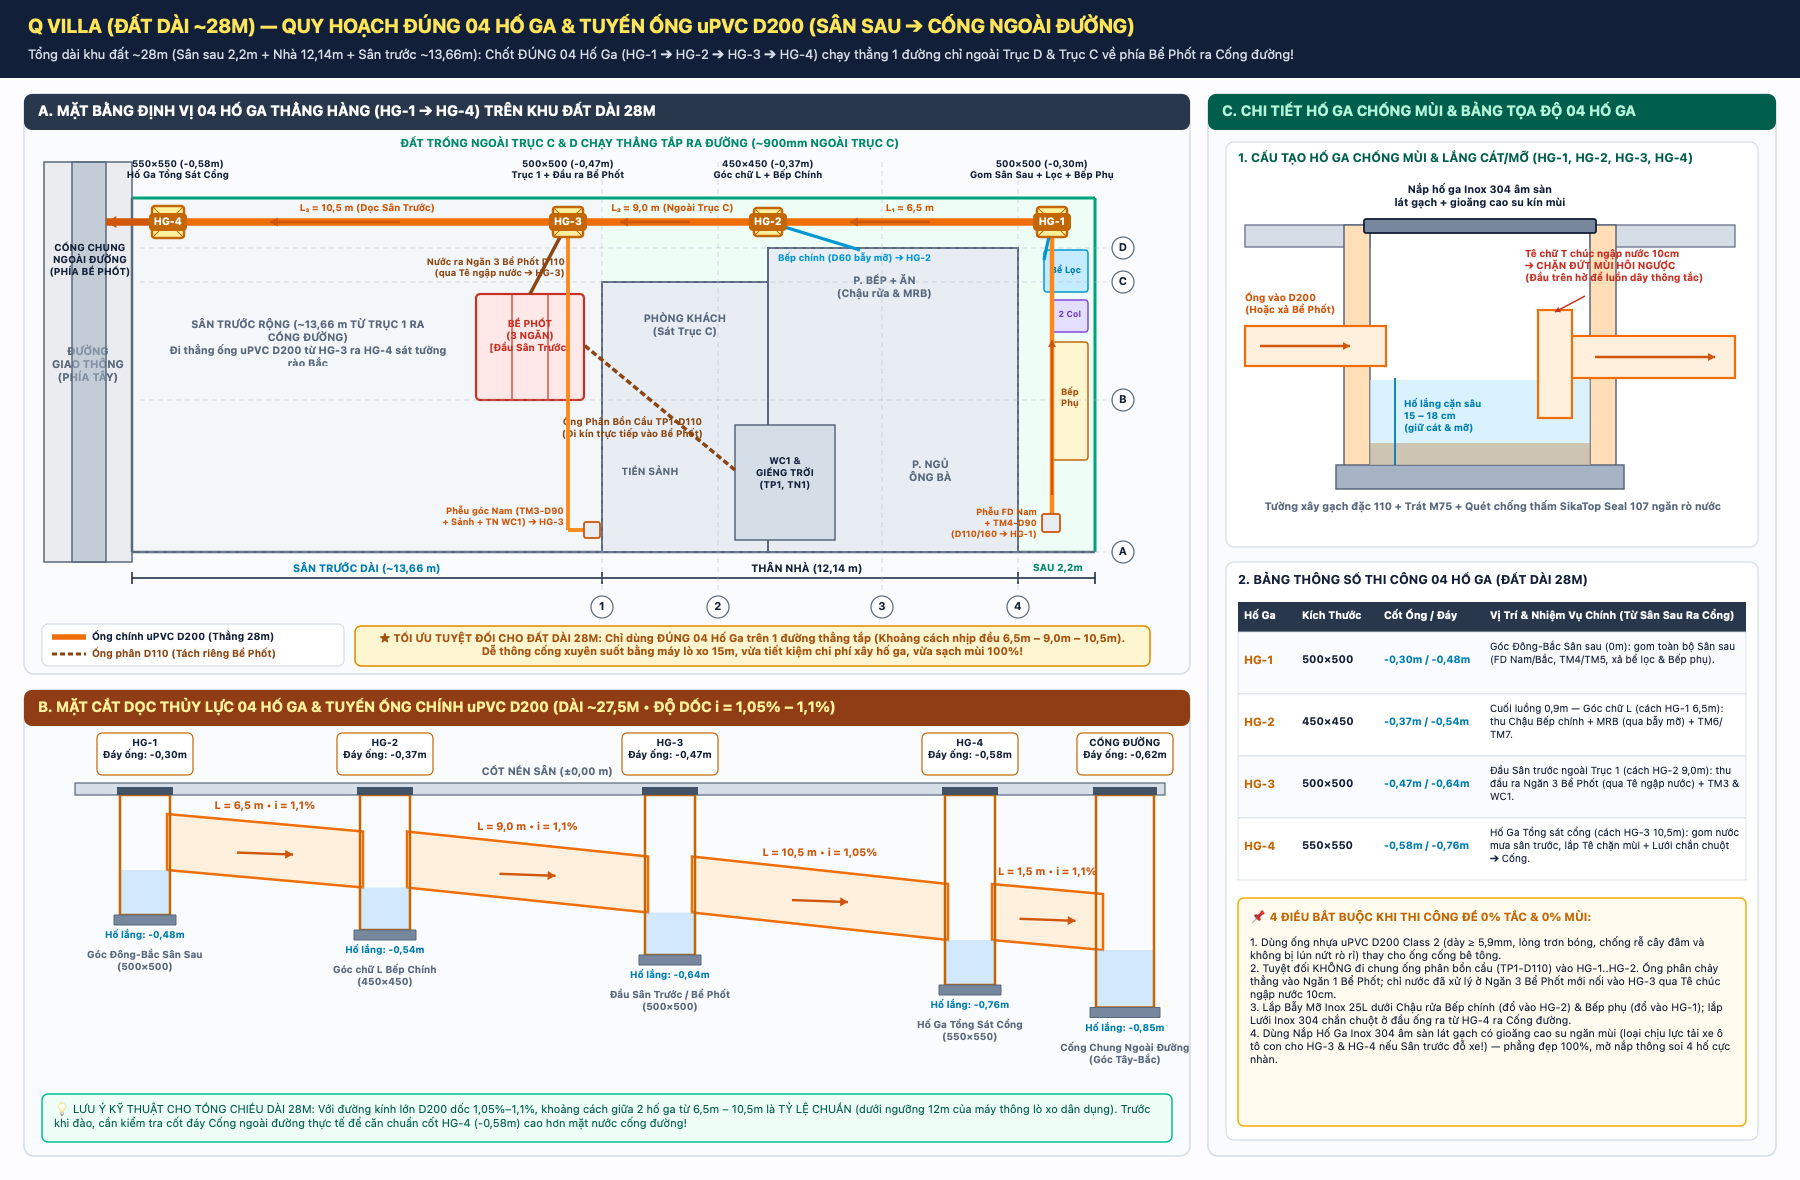 Q VILLA (ĐẤT DÀI ~28M) — QUY HOẠCH ĐÚNG 04 HỐ GA & TUYẾN ỐNG uPVC D200 (SÂN SAU ➔ CỐNG NGOÀI ĐƯỜNG)
Tổng dài khu đất ~28m (Sân sau 2,2m + Nhà 12,14m + Sân trước ~13,66m): Chốt ĐÚNG 04 Hố Ga (HG-1 ➔ HG-2 ➔ HG-3 ➔ HG-4) chạy thẳng 1 đường chỉ ngoài Trục D & Trục C về phía Bể Phốt ra Cống đường!
A. MẶT BẰNG ĐỊNH VỊ 04 HỐ GA THẲNG HÀNG (HG-1 ➔ HG-4) TRÊN KHU ĐẤT DÀI 28M
ĐẤT TRỐNG NGOÀI TRỤC C & D CHẠY THẲNG TẮP RA ĐƯỜNG (~900mm NGOÀI TRỤC C)
550×550 (-0,58m)
Hố Ga Tổng Sát Cổng
500×500 (-0,47m)
Trục 1 + Đầu ra Bể Phốt
450×450 (-0,37m)
Góc chữ L + Bếp Chính
500×500 (-0,30m)
Gom Sân Sau + Lọc + Bếp Phụ
HG-4
L₃ = 10,5 m (Dọc Sân Trước)
HG-3
L₂ = 9,0 m (Ngoài Trục C)
HG-2
L₁ = 6,5 m
HG-1
CỐNG CHUNG
NGOÀI ĐƯỜNG
(PHÍA BỂ PHỐT)
D
Nước ra Ngăn 3 Bể Phốt D110
(qua Tê ngập nước ➔ HG-3)
Bếp chính (D60 bẫy mỡ) ➔ HG-2
Bể Lọc
P. BẾP + ĂN
(Chậu rửa & MRB)
C
2 Col
SÂN TRƯỚC RỘNG (~13,66 m TỪ TRỤC 1 RA
CỔNG ĐƯỜNG)
Đi thẳng ống uPVC D200 từ HG-3 ra HG-4 sát tường
rào Bắc
BỂ PHỐT
(3 NGĂN)
[Đầu Sân Trước
PHÒNG KHÁCH
(Sát Trục C)
ĐƯỜNG
GIAO THÔNG
(PHÍA TÂY)
Bếp
Phụ
B
Ống Phân Bồn Cầu TP1-D110
(Đi kín trực tiếp vào Bể Phốt)
TIỀN SẢNH
WC1 &
GIẾNG TRỜI
(TP1, TN1)
P. NGỦ
ÔNG BÀ
Phễu góc Nam (TM3-D90
+ Sảnh + TN WC1) ➔ HG-3
Phễu FD Nam
+ TM4-D90
(D110/160 ➔ HG-1)
A
SÂN TRƯỚC DÀI (~13,66 m)
THÂN NHÀ (12,14 m)
SAU 2,2m
1
2
3
4
Ống chính uPVC D200 (Thẳng 28m)
Ống phân D110 (Tách riêng Bể Phốt)
★ TỐI ƯU TUYỆT ĐỐI CHO ĐẤT DÀI 28M: Chỉ dùng ĐÚNG 04 Hố Ga trên 1 đường thẳng tắp (Khoảng cách nhịp đều 6,5m – 9,0m – 10,5m).
Dễ thông cống xuyên suốt bằng máy lò xo 15m, vừa tiết kiệm chi phí xây hố ga, vừa sạch mùi 100%!
B. MẶT CẮT DỌC THỦY LỰC 04 HỐ GA & TUYẾN ỐNG CHÍNH uPVC D200 (DÀI ~27,5M • ĐỘ DỐC i = 1,05% – 1,1%)
HG-1
Đáy ống: -0,30m
HG-2
Đáy ống: -0,37m
CỐT NỀN SÂN (±0,00 m)
HG-3
Đáy ống: -0,47m
HG-4
Đáy ống: -0,58m
CỐNG ĐƯỜNG
Đáy ống: -0,62m
L = 6,5 m • i = 1,1%
L = 9,0 m • i = 1,1%
L = 10,5 m • i = 1,05%
L = 1,5 m • i = 1,1%
Hố lắng: -0,48m
Góc Đông-Bắc Sân Sau
(500×500)
Hố lắng: -0,54m
Góc chữ L Bếp Chính
(450×450)
Hố lắng: -0,64m
Đầu Sân Trước / Bể Phốt
(500×500)
Hố lắng: -0,76m
Hố Ga Tổng Sát Cổng
(550×550)
Hố lắng: -0,85m
Cống Chung Ngoài Đường
(Góc Tây-Bắc)
💡 LƯU Ý KỸ THUẬT CHO TỔNG CHIỀU DÀI 28M: Với đường kính lớn D200 dốc 1,05%–1,1%, khoảng cách giữa 2 hố ga từ 6,5m – 10,5m là TỶ LỆ CHUẨN (dưới ngưỡng 12m của máy thông lò xo dân dụng). Trước
khi đào, cần kiểm tra cốt đáy Cống ngoài đường thực tế để căn chuẩn cốt HG-4 (-0,58m) cao hơn mặt nước cống đường!
C. CHI TIẾT HỐ GA CHỐNG MÙI & BẢNG TỌA ĐỘ 04 HỐ GA
1. CẤU TẠO HỐ GA CHỐNG MÙI & LẮNG CÁT/MỠ (HG-1, HG-2, HG-3, HG-4)
Nắp hố ga Inox 304 âm sàn
lát gạch + gioăng cao su kín mùi
Tê chữ T chúc ngập nước 10cm
➔ CHẶN ĐỨT MÙI HÔI NGƯỢC
(Đầu trên hở để luồn dây thông tắc)
Ống vào D200
(Hoặc xả Bể Phốt)
Hố lắng cặn sâu
15 – 18 cm
(giữ cát & mỡ)
Tường xây gạch đặc 110 + Trát M75 + Quét chống thấm SikaTop Seal 107 ngăn rò nước
2. BẢNG THÔNG SỐ THI CÔNG 04 HỐ GA (ĐẤT DÀI 28M)
Hố Ga Kích Thước Cốt Ống / Đáy Vị Trí & Nhiệm Vụ Chính (Từ Sân Sau Ra Cổng)
HG-1 500×500 -0,30m / -0,48m Góc Đông-Bắc Sân sau (0m): gom toàn bộ Sân sau
(FD Nam/Bắc, TM4/TM5, xả bể lọc & Bếp phụ).
HG-2 450×450 -0,37m / -0,54m Cuối luồng 0,9m — Góc chữ L (cách HG-1 6,5m):
thu Chậu Bếp chính + MRB (qua bẫy mỡ) + TM6/
TM7.
HG-3 500×500 -0,47m / -0,64m Đầu Sân trước ngoài Trục 1 (cách HG-2 9,0m): thu
đầu ra Ngăn 3 Bể Phốt (qua Tê ngập nước) + TM3 &
WC1.
HG-4 550×550 -0,58m / -0,76m Hố Ga Tổng sát cổng (cách HG-3 10,5m): gom nước
mưa sân trước, lắp Tê chặn mùi + Lưới chắn chuột
➔ Cống.
📌 4 ĐIỀU BẮT BUỘC KHI THI CÔNG ĐỂ 0% TẮC & 0% MÙI:
1. Dùng ống nhựa uPVC D200 Class 2 (dày ≥ 5,9mm, lòng trơn bóng, chống rễ cây đâm và
không bị lún nứt rò rỉ) thay cho ống cống bê tông.
2. Tuyệt đối KHÔNG đi chung ống phân bồn cầu (TP1-D110) vào HG-1..HG-2. Ống phân chạy
thẳng vào Ngăn 1 Bể Phốt; chỉ nước đã xử lý ở Ngăn 3 Bể Phốt mới nối vào HG-3 qua Tê chúc
ngập nước 10cm.
3. Lắp Bẫy Mỡ Inox 25L dưới Chậu rửa Bếp chính (đổ vào HG-2) & Bếp phụ (đổ vào HG-1); lắp
Lưới Inox 304 chắn chuột ở đầu ống ra từ HG-4 ra Cống đường.
4. Dùng Nắp Hố Ga Inox 304 âm sàn lát gạch có gioăng cao su ngăn mùi (loại chịu lực tải xe ô
tô con cho HG-3 & HG-4 nếu Sân trước đỗ xe!) — phẳng đẹp 100%, mở nắp thông soi 4 hố cực
nhàn.